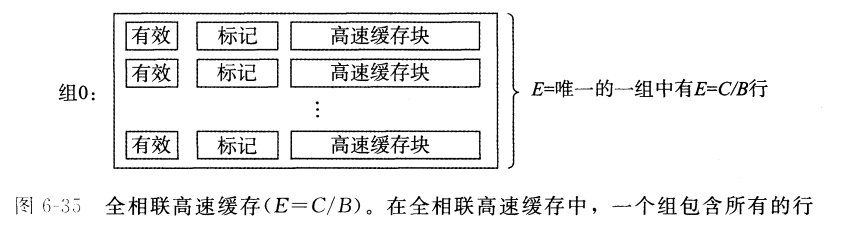 有效 标记 高速缓存块
有效 标记 高速缓存块
组0：
⋮
E=唯一的一组中有E=C/B行
有效 标记 高速缓存块
图 6-35 全相联高速缓存(E=C/B)。在全相联高速缓存中，一个组包含所有的行